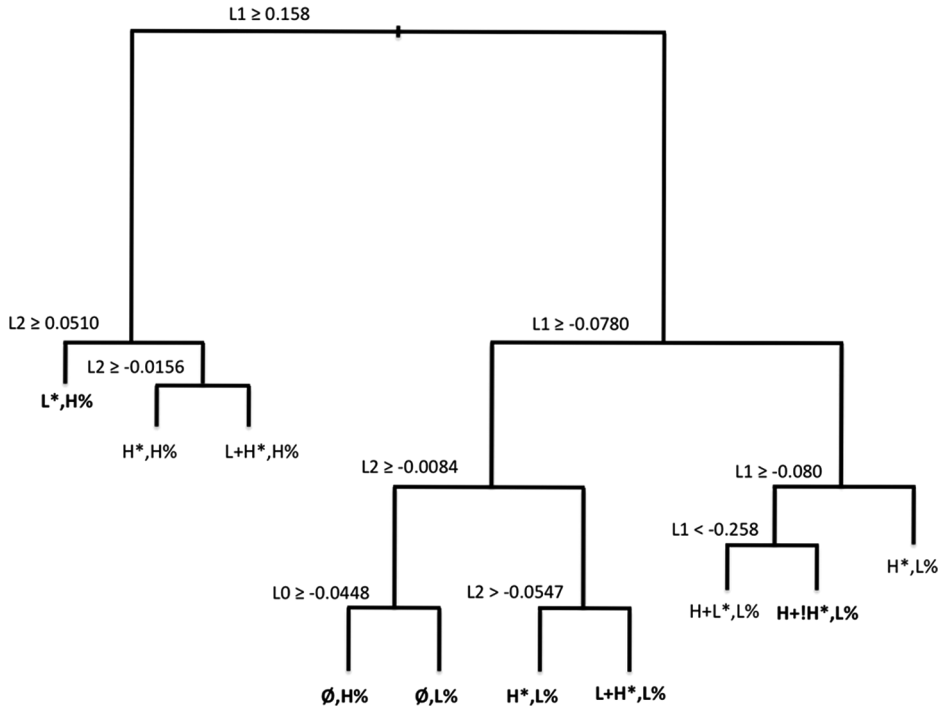 L1 ≥ 0.158
L2 ≥ 0.0510
L1 ≥ -0.0780
L2 ≥ -0.0156
L*,H%
H*,H%
L+H*,H%
L2 ≥ -0.0084
L1 ≥ -0.080
L1 < -0.258
H*,L%
L0 ≥ -0.0448
L2 > -0.0547
H+L*,L%
H+!H*,L%
Ø,H%
Ø,L%
H*,L%
L+H*,L%